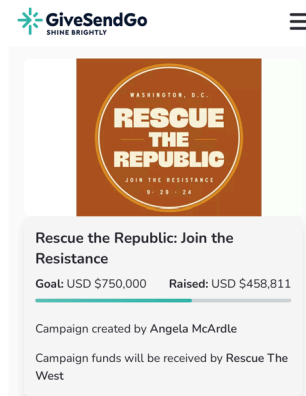 GiveSendGo
SHINE BRIGHTLY
WASHINGTON, D.C.
RESCUE
THE
REPUBLIC
JOIN THE RESISTANCE
9 · 29 · 24
Rescue the Republic: Join the
Resistance
Goal: USD $750,000 Raised: USD $458,811
Campaign created by Angela McArdle
Campaign funds will be received by Rescue The
West